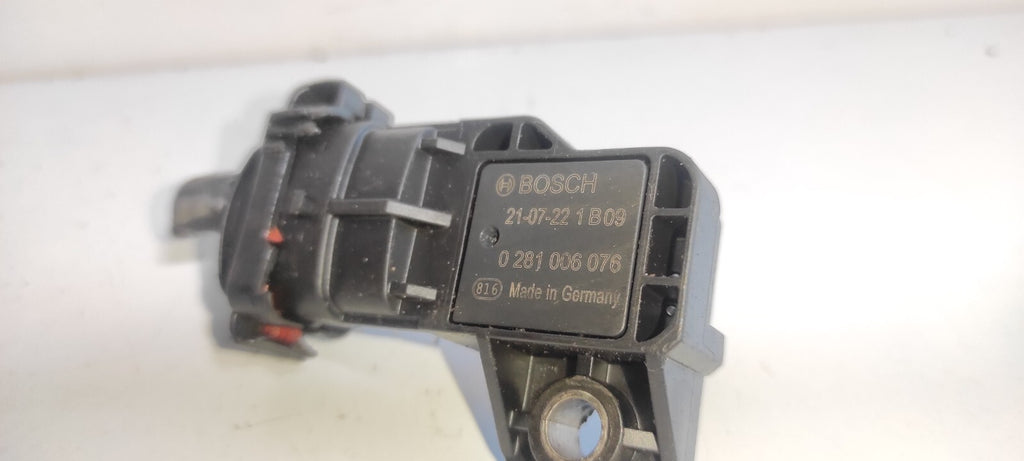 BOSCH
21-07-22 1 B09
0 281 006 076
816 Made in Germany